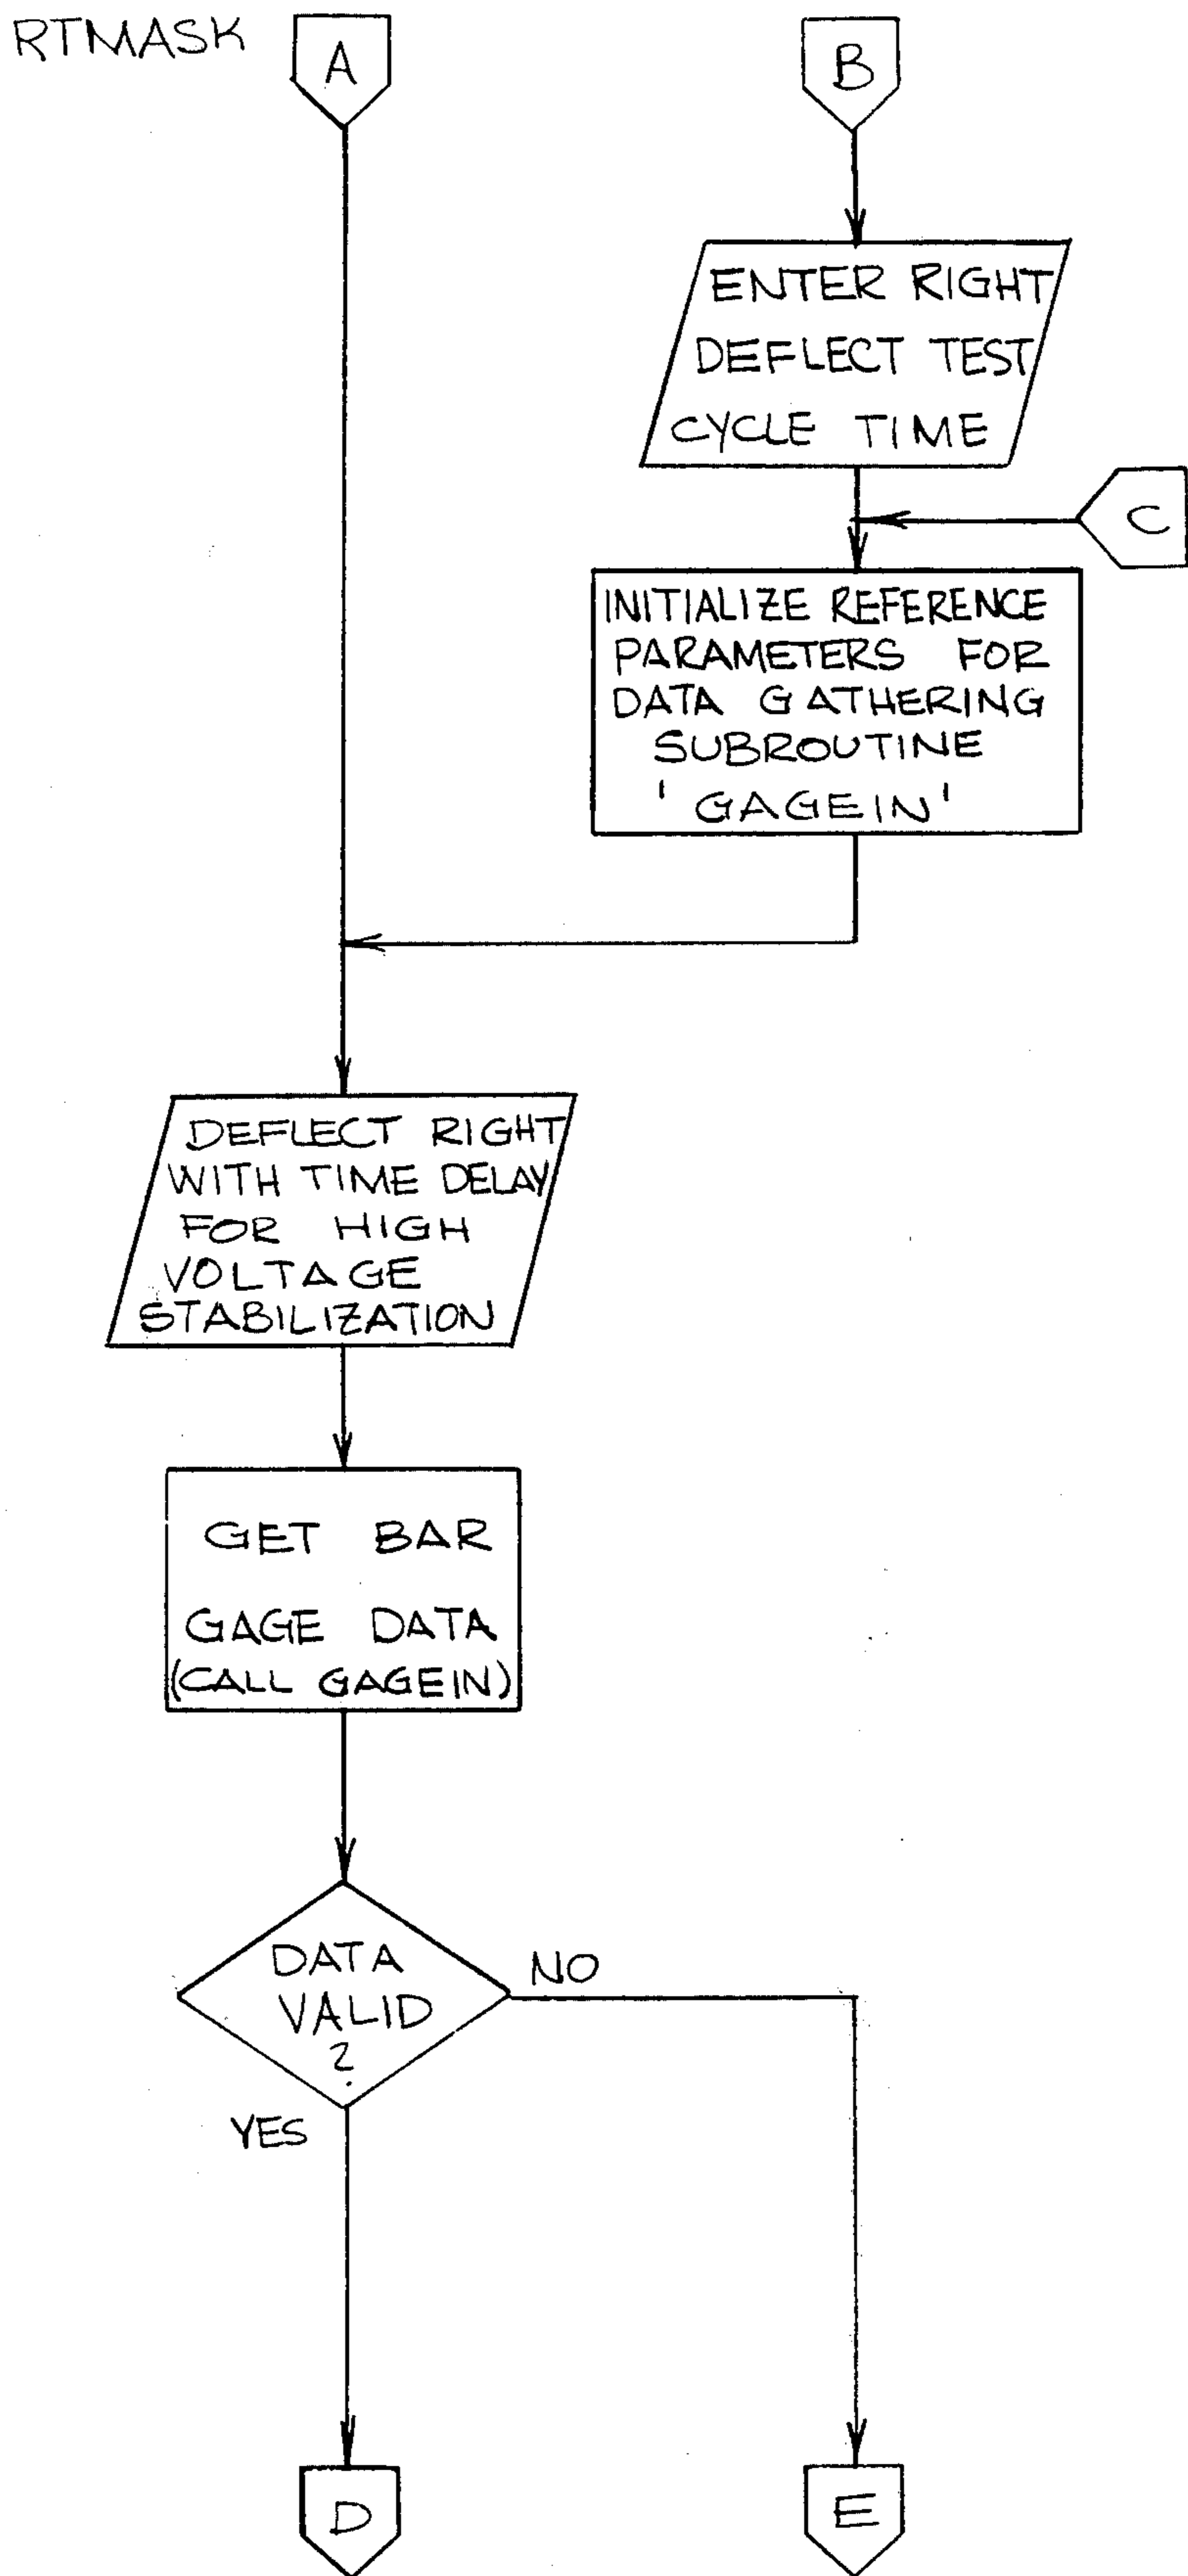 RTMASK
A
B
ENTER RIGHT
DEFLECT TEST
CYCLE TIME
C
INITIALIZE REFERENCE
PARAMETERS FOR
DATA GATHERING
SUBROUTINE
'GAGEIN'
DEFLECT RIGHT
WITH TIME DELAY
FOR HIGH
VOLTAGE
STABILIZATION
GET BAR
GAGE DATA
(CALL GAGEIN)
DATA
VALID
?
NO
YES
D
E